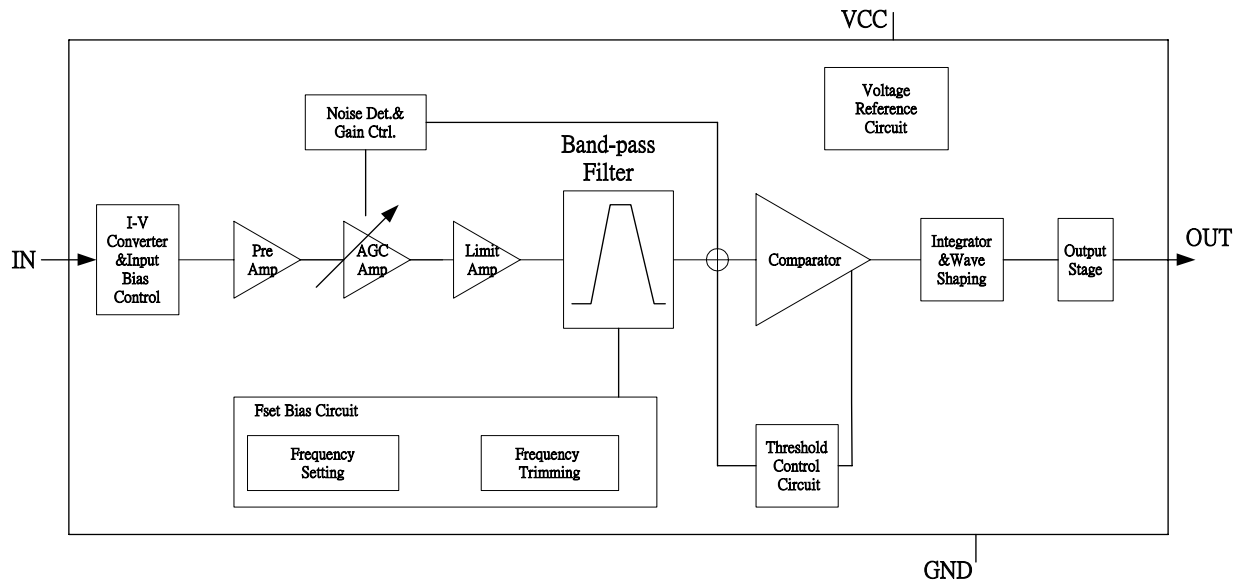 VCC
Voltage
Reference
Circuit
Noise Det.&
Gain Ctrl.
Band-pass
Filter
IN
I-V
Converter
&Input
Bias
Control
Pre
Amp
AGC
Amp
Limit
Amp
Comparator
Integrator
&Wave
Shaping
Output
Stage
OUT
Fset Bias Circuit
Frequency
Setting
Frequency
Trimming
Threshold
Control
Circuit
GND